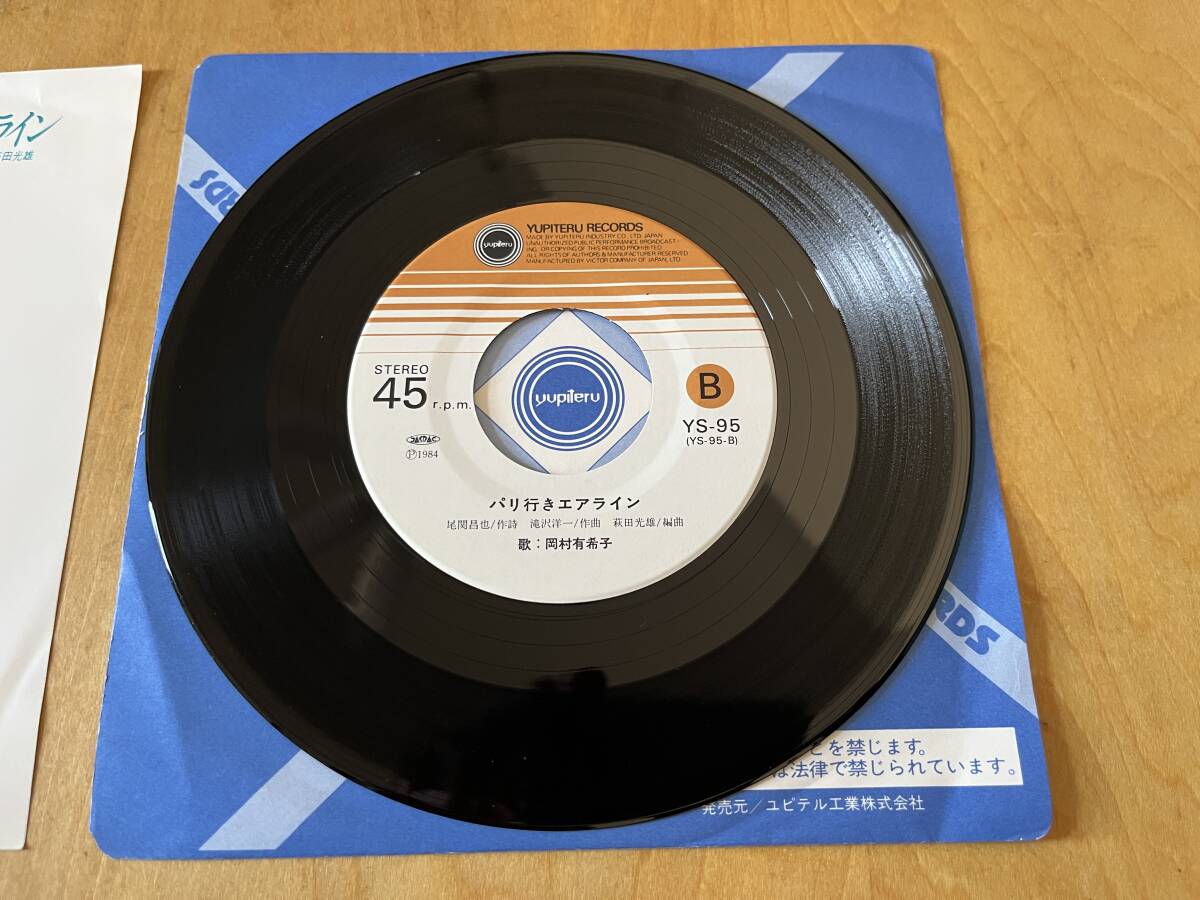 ライン
田光雄
RDS
yupiteru
YUPITERU RECORDS
MADE BY YUPITERU INDUSTRY CO., LTD. JAPAN
UNAUTHORIZED PUBLIC PERFORMANCE BROADCAST-
ING, OR COPYING OF THIS RECORD PROHIBITED.
ALL RIGHTS OF AUTHORS & MANUFACTURER RESERVED
MANUFACTURED BY VICTOR COMPANY OF JAPAN, LTD.
STEREO
45 r.p.m.
yupiteru
B
YS-95
(YS-95-B)
JASRAC
Ⓟ1984
パリ行きエアライン
尾関昌也/作詩 滝沢洋一/作曲 萩田光雄/編曲
歌：岡村有希子
RDS
とを禁じます。
は法律で禁じられています。
発売元／ユピテル工業株式会社